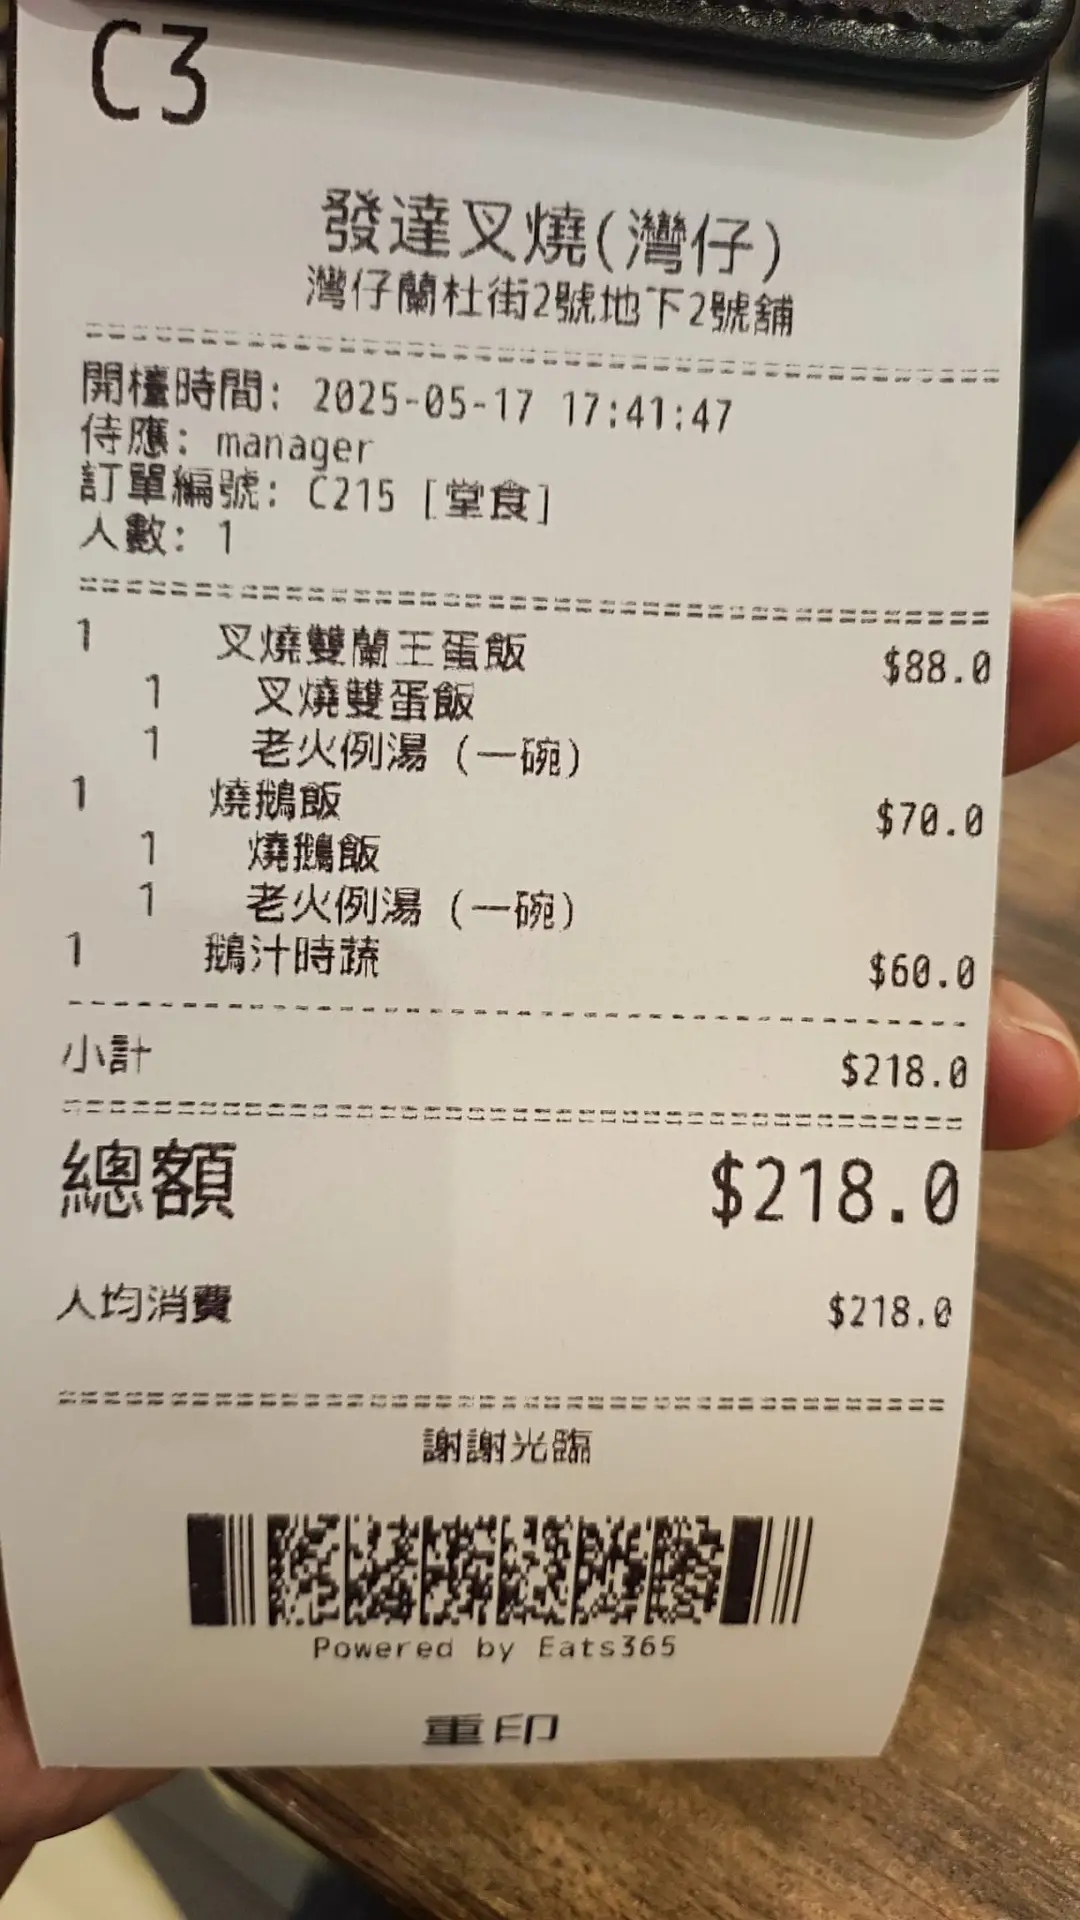 C3
發達叉燒(灣仔)
灣仔蘭杜街2號地下2號舖
開檯時間: 2025-05-17 17:41:47
侍應: manager
訂單編號: C215 [堂食]
人數: 1
1 叉燒雙蘭王蛋飯 $88.0
1 叉燒雙蛋飯
1 老火例湯 (一碗)
1 燒鵝飯 $70.0
1 燒鵝飯
1 老火例湯 (一碗)
1 鵝汁時蔬 $60.0
小計 $218.0
總額 $218.0
人均消費 $218.0
謝謝光臨
Powered by Eats365
重印